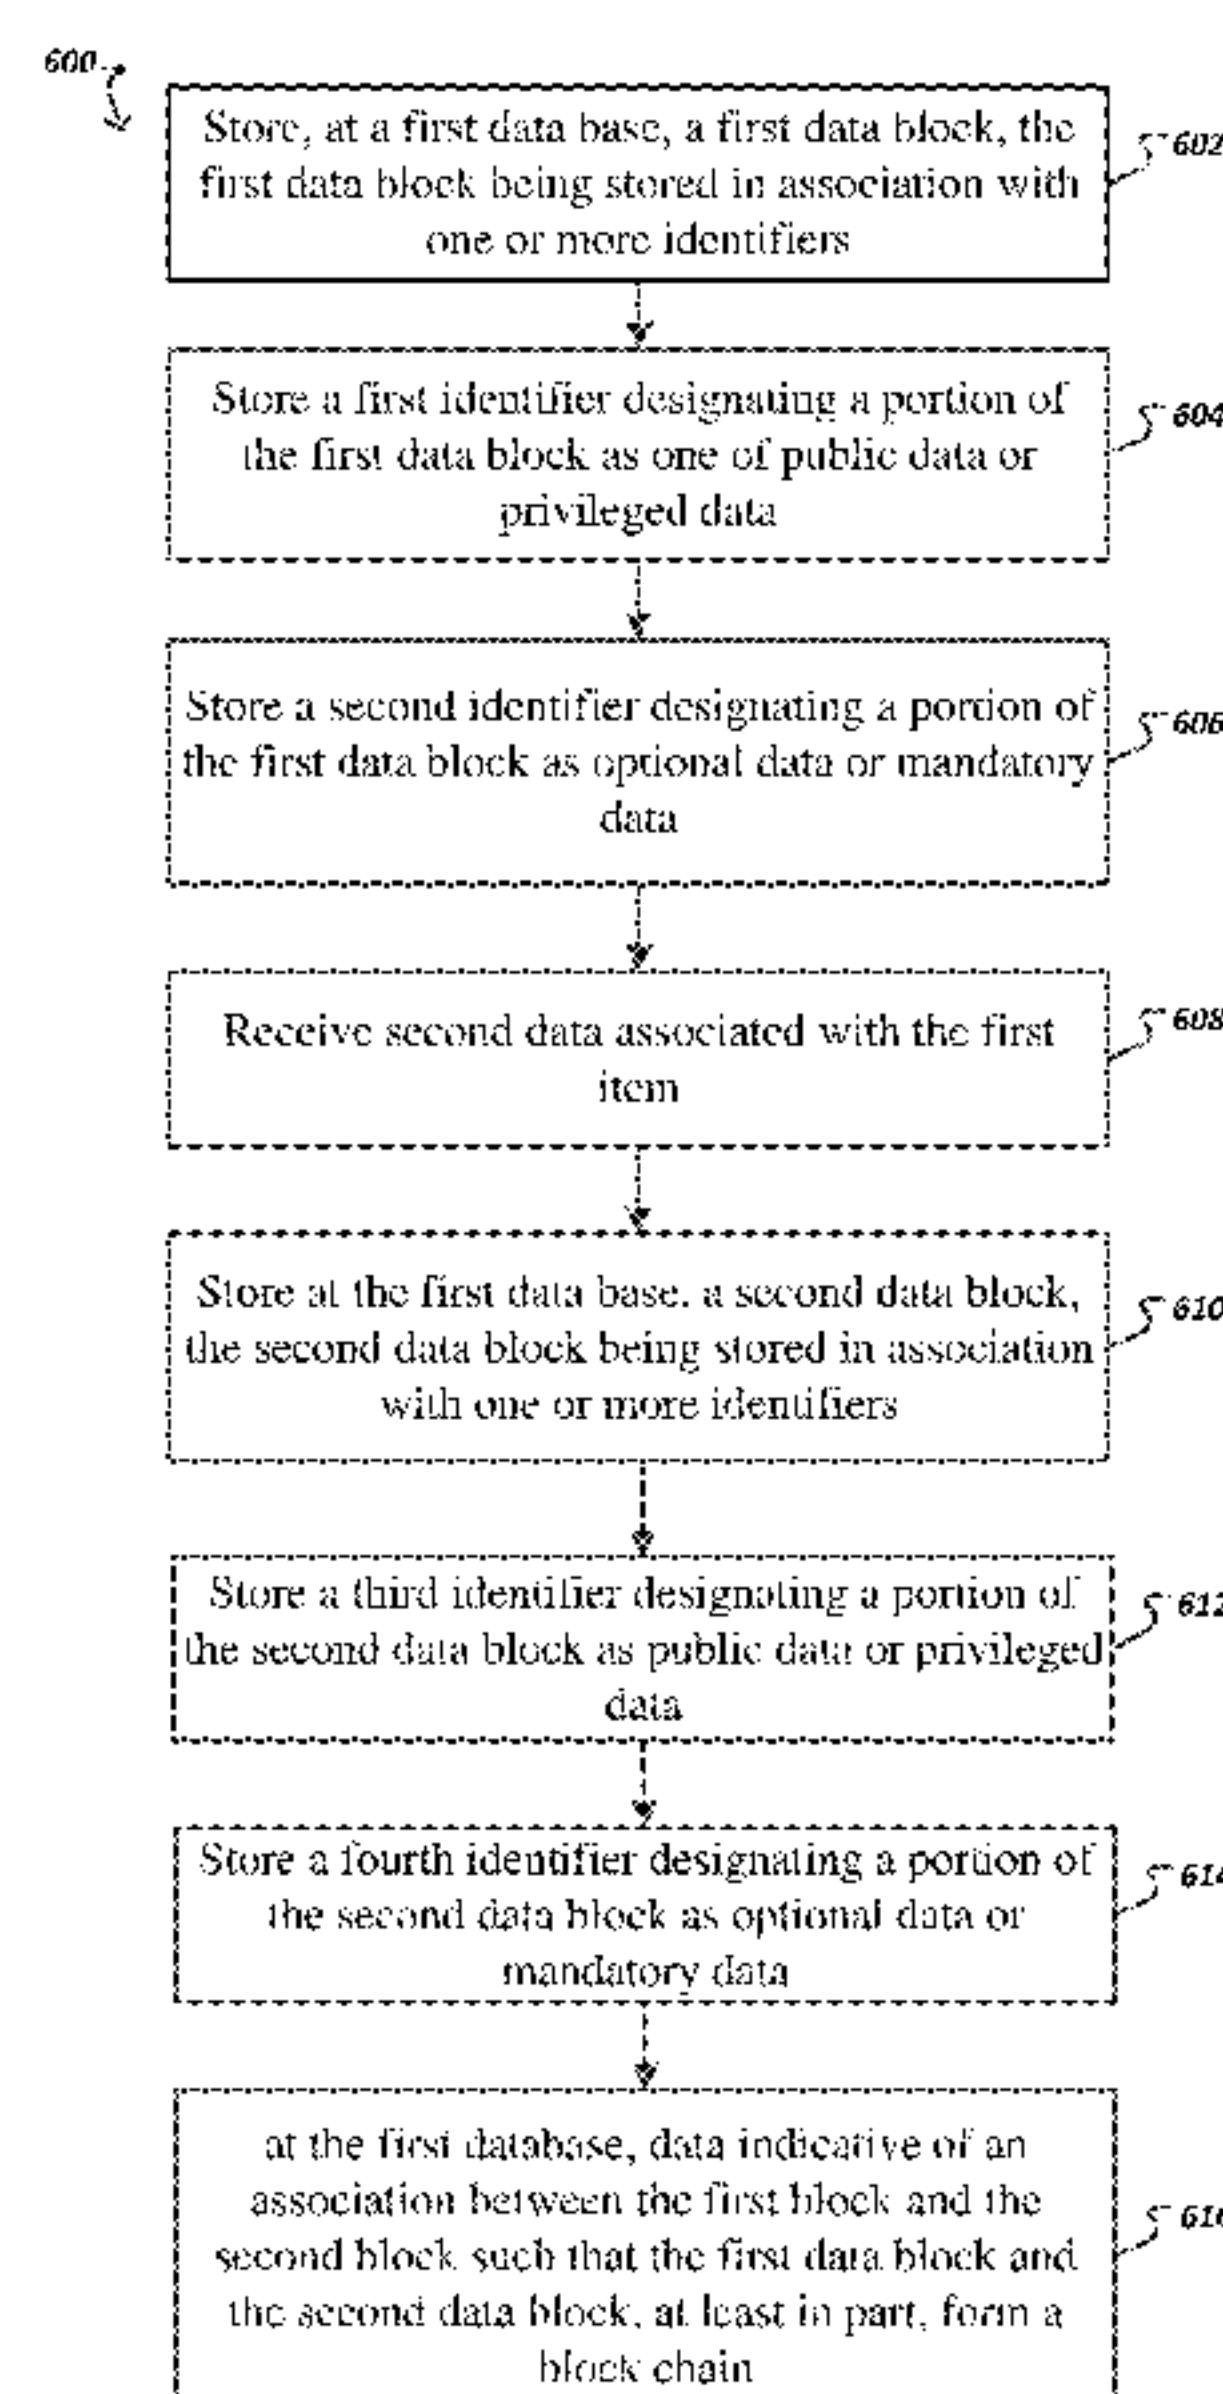 600
Store, at a first data base, a first data block, the
first data block being stored in association with
one or more identifiers
602
Store a first identifier designating a portion of
the first data block as one of public data or
privileged data
604
Store a second identifier designating a portion of
the first data block as optional data or mandatory
data
606
Receive second data associated with the first
item
608
Store at the first data base, a second data block,
the second data block being stored in association
with one or more identifiers
610
Store a third identifier designating a portion of
the second data block as public data or privileged
data
612
Store a fourth identifier designating a portion of
the second data block as optional data or
mandatory data
614
at the first database, data indicative of an
association between the first block and the
second block such that the first data block and
the second data block, at least in part, form a
block chain
616